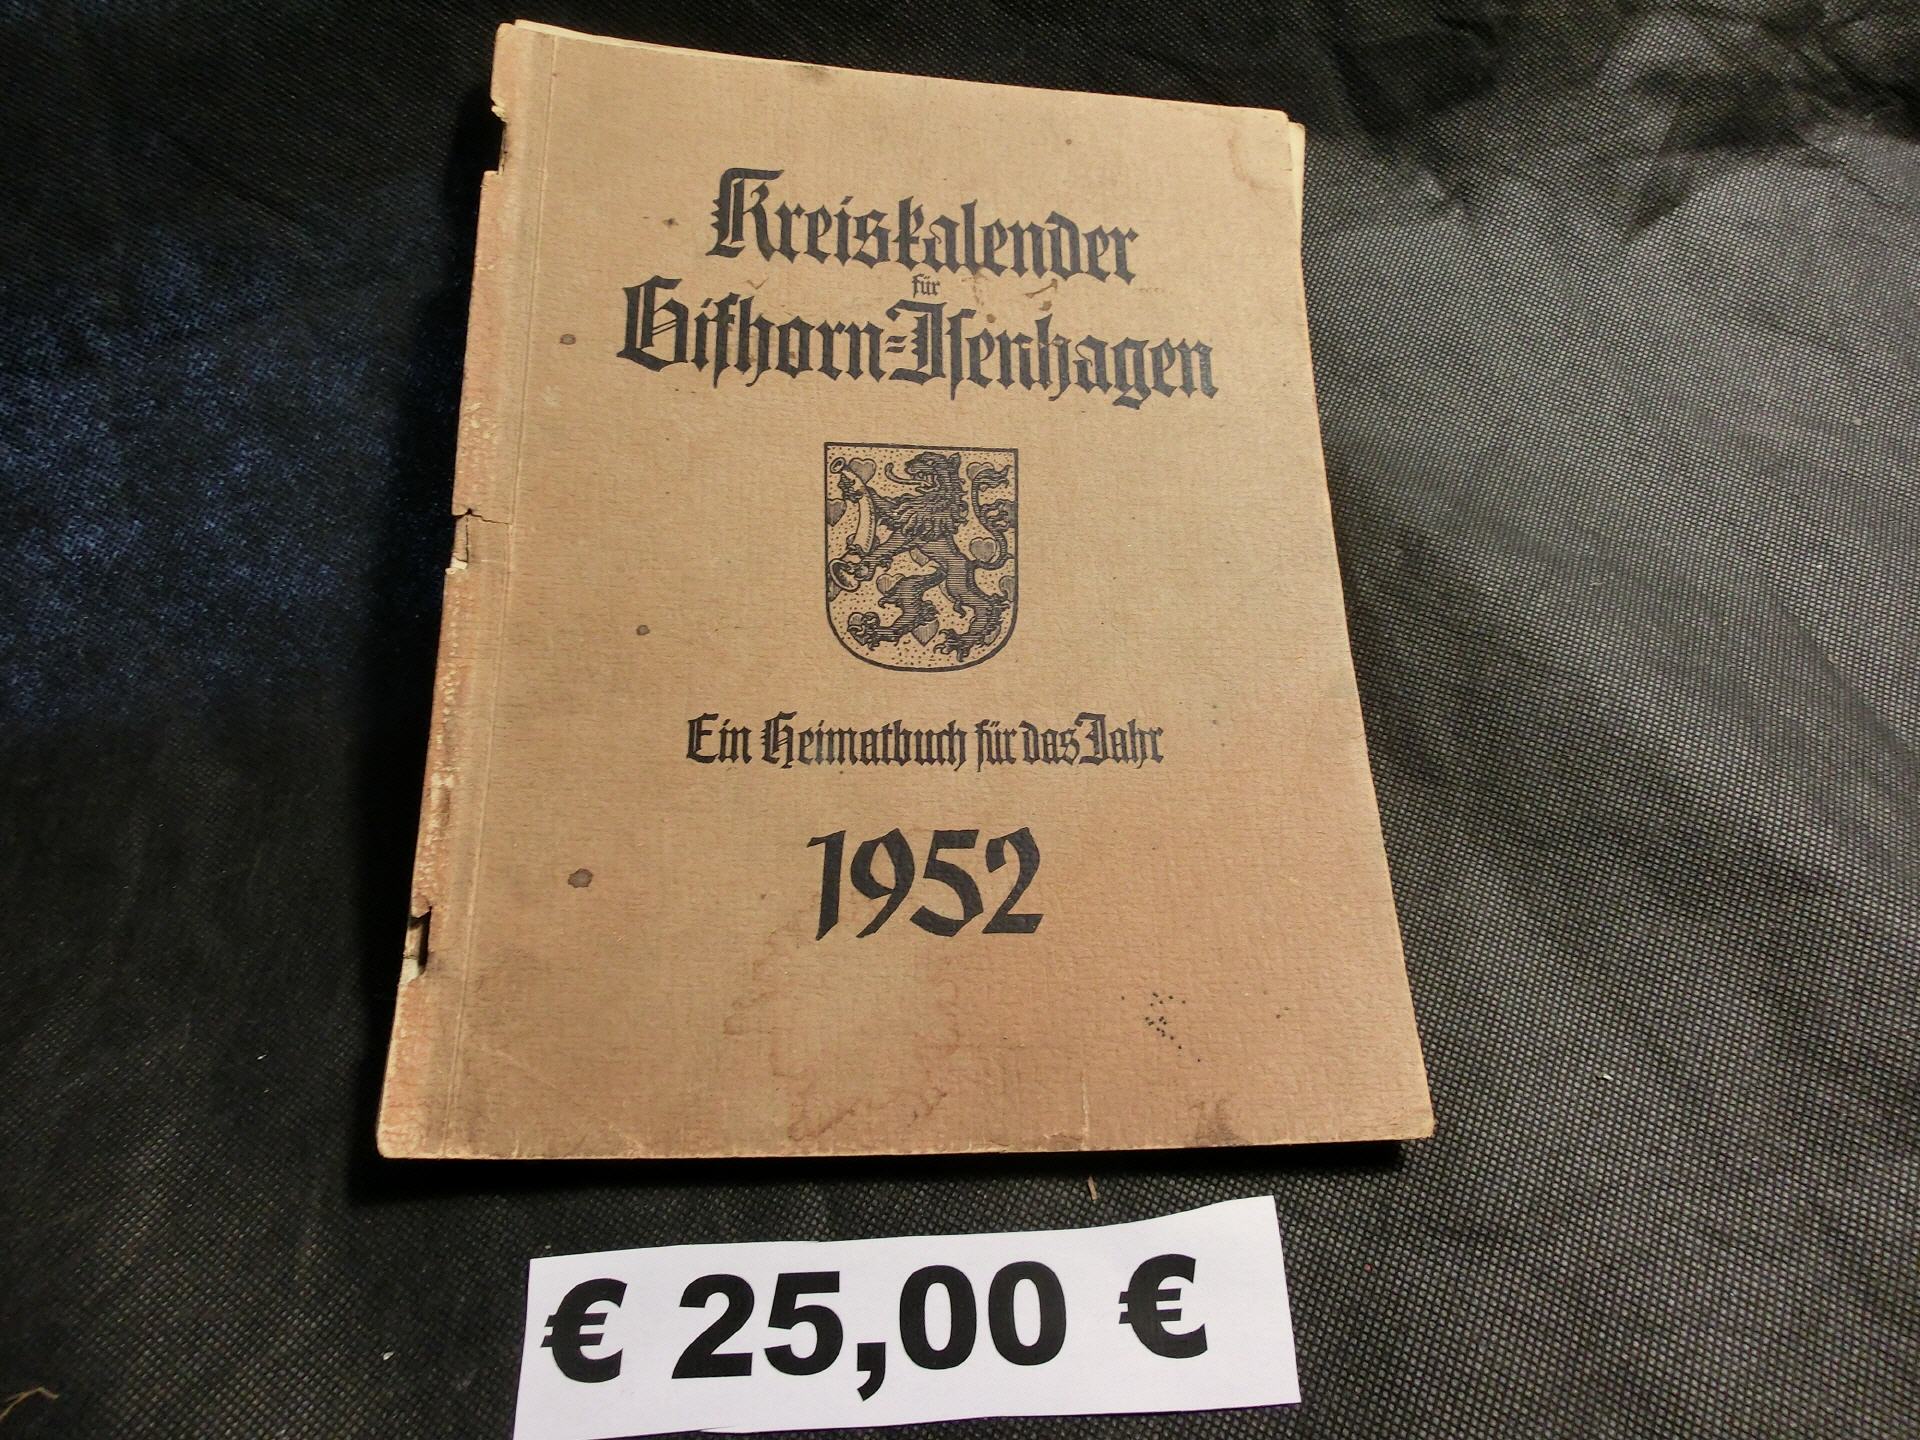 Kreiskalender
für
Gifhorn=Isenhagen
Ein Heimatbuch für das Jahr
1952
€ 25,00 €